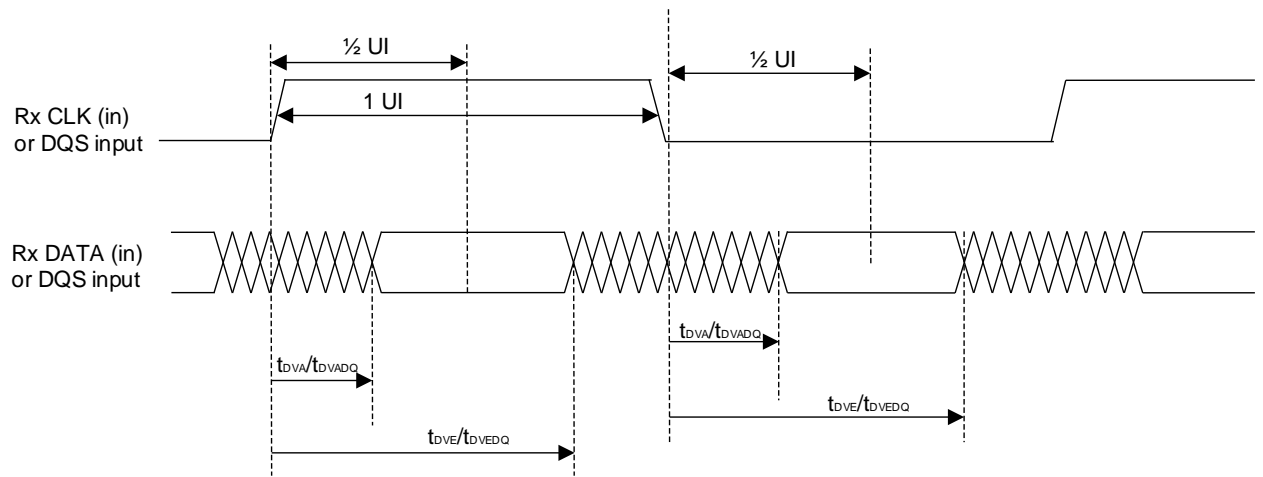 ½ UI
½ UI
1 UI
Rx CLK (in)
or DQS input
Rx DATA (in)
or DQS input
tDVA/tDVADQ
tDVA/tDVADQ
tDVE/tDVEDQ
tDVE/tDVEDQ